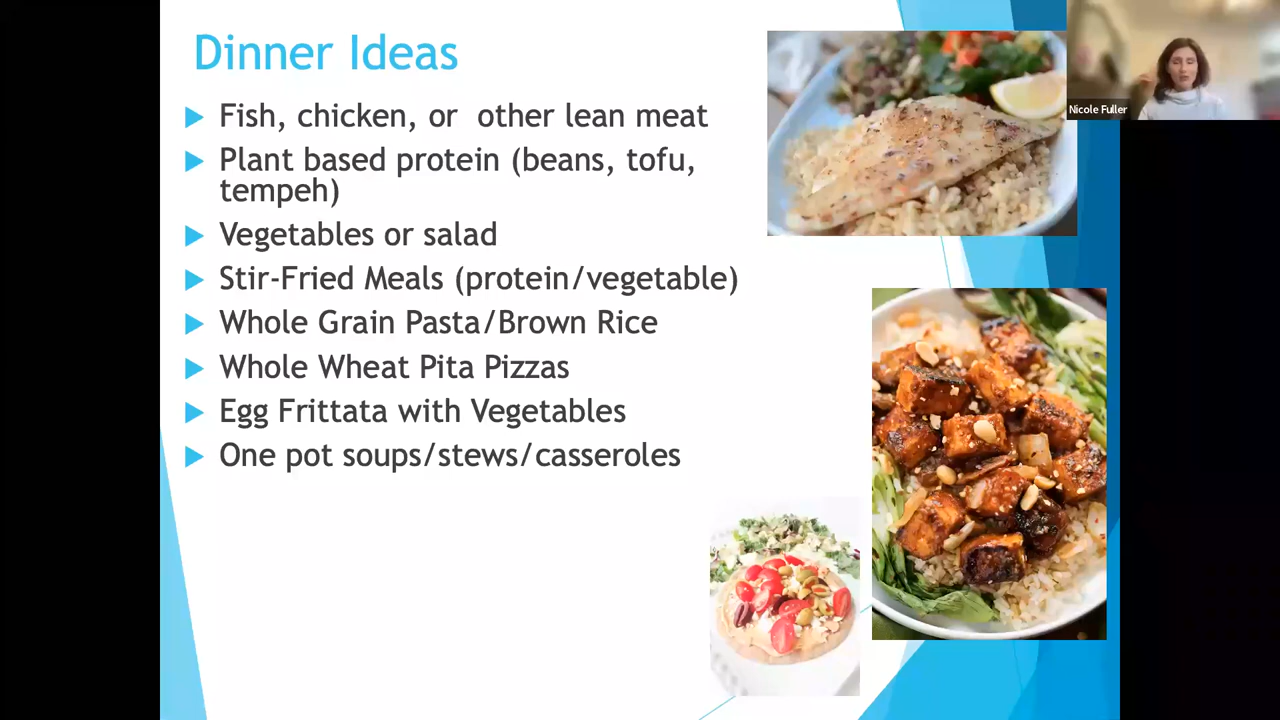 Dinner Ideas
Fish, chicken, or other lean meat
Plant based protein (beans, tofu,
tempeh)
Vegetables or salad
Stir-Fried Meals (protein/vegetable)
Whole Grain Pasta/Brown Rice
Whole Wheat Pita Pizzas
Egg Frittata with Vegetables
One pot soups/stews/casseroles
Nicole Fuller